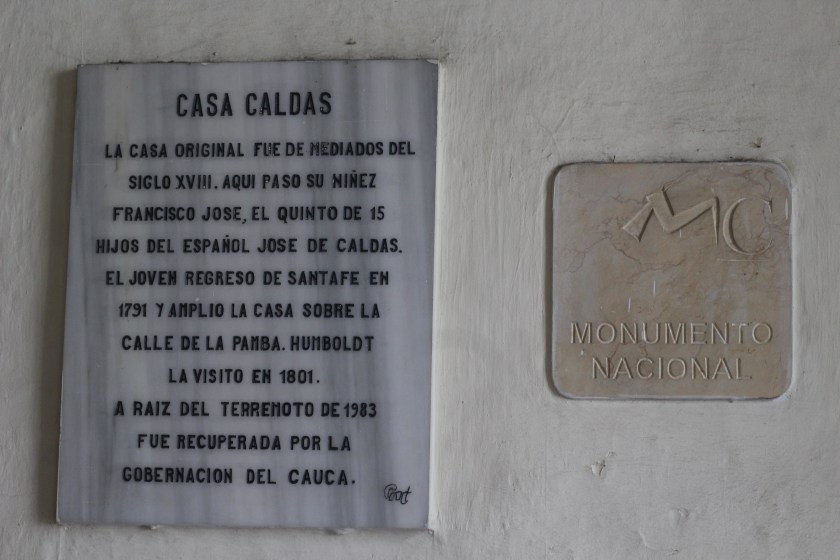 CASA CALDAS
LA CASA ORIGINAL FUE DE MEDIADOS DEL
SIGLO XVIII. AQUI PASO SU NIÑEZ
FRANCISCO JOSE, EL QUINTO DE 15
HIJOS DEL ESPAÑOL JOSE DE CALDAS.
EL JOVEN REGRESO DE SANTAFE EN
1791 Y AMPLIO LA CASA SOBRE LA
CALLE DE LA PAMBA. HUMBOLDT
LA VISITO EN 1801.
A RAIZ DEL TERREMOTO DE 1983
FUE RECUPERADA POR LA
GOBERNACION DEL CAUCA.
MC
MONUMENTO
NACIONAL